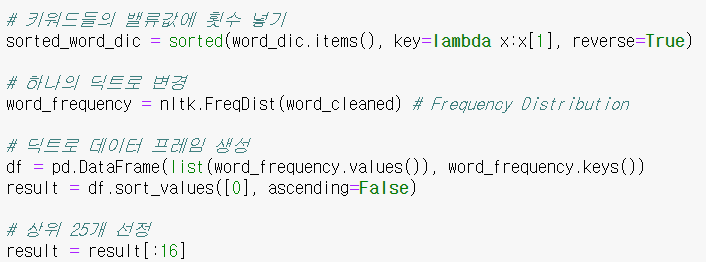 # 키워드들의 밸류값에 횟수 넣기
sorted_word_dic = sorted(word_dic.items(), key=lambda x:x[1], reverse=True)
# 하나의 딕트로 변경
word_frequency = nltk.FreqDist(word_cleaned) # Frequency Distribution
# 딕트로 데이터 프레임 생성
df = pd.DataFrame(list(word_frequency.values()), word_frequency.keys())
result = df.sort_values([0], ascending=False)
# 상위 25개 선정
result = result[:16]